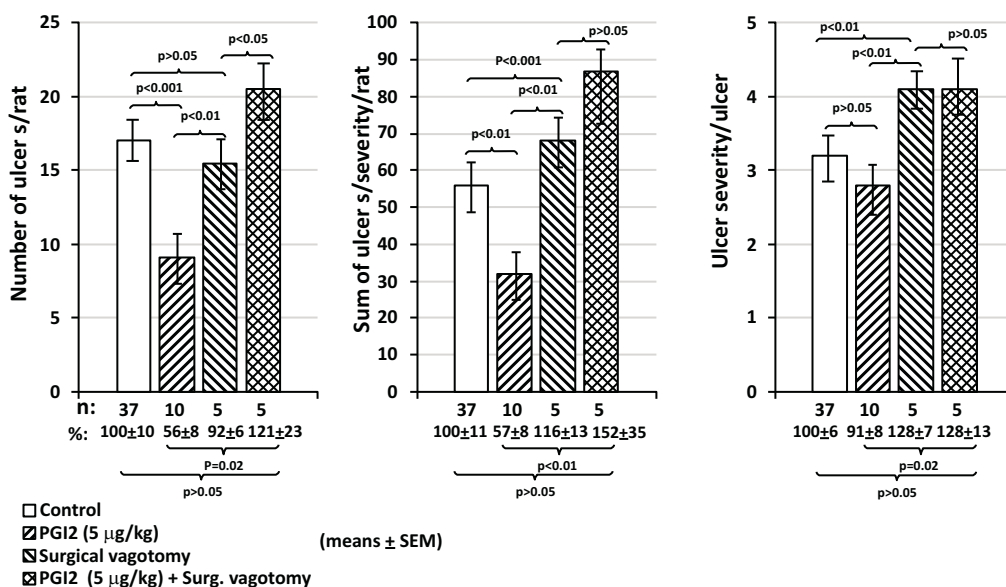 Number of ulcer s/rat
25
20
15
10
5
0
p>0.05
p<0.001
p<0.01
p<0.05
n: 37 10 5 5
%: 100±10 56±8 92±6 121±23
P=0.02
p>0.05
Sum of ulcer s/severity/rat
100
90
80
70
60
50
40
30
20
10
0
p>0.05
P<0.001
p<0.01
p<0.01
37 10 5 5
100±11 57±8 116±13 152±35
p<0.01
p>0.05
Ulcer severity/ulcer
5
4
3
2
1
0
p<0.01
p<0.01
p>0.05
p>0.05
37 10 5 5
100±6 91±8 128±7 128±13
p=0.02
p>0.05
Control
PGI2 (5 μg/kg)
Surgical vagotomy
PGI2 (5 μg/kg) + Surg. vagotomy
(means ± SEM)